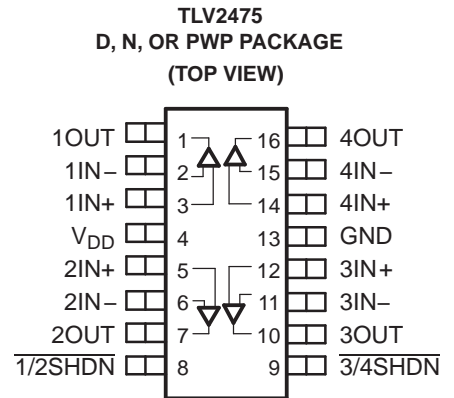 TLV2475
D, N, OR PWP PACKAGE
(TOP VIEW)
1OUT 1 16 4OUT
1IN− 2 15 4IN−
1IN+ 3 14 4IN+
VDD 4 13 GND
2IN+ 5 12 3IN+
2IN− 6 11 3IN−
2OUT 7 10 3OUT
1/2SHDN 8 9 3/4SHDN